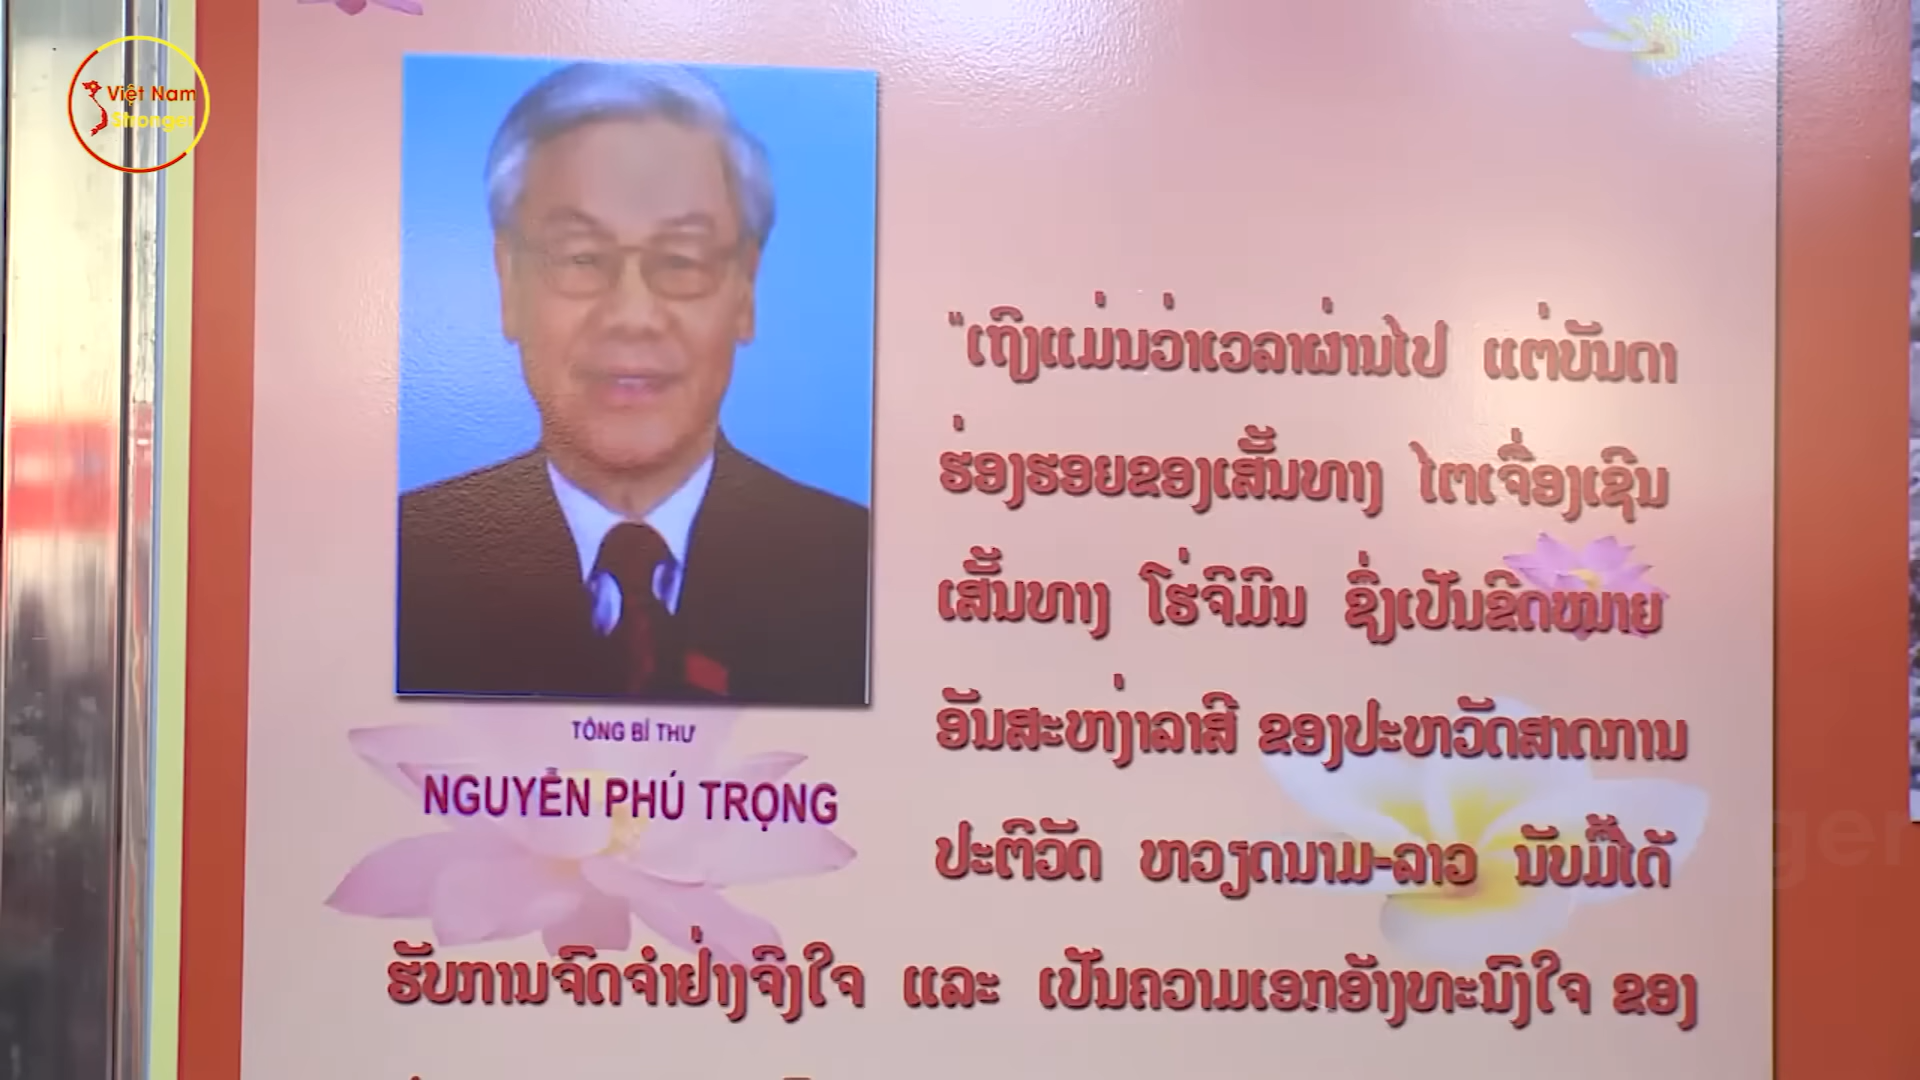 Việt Nam
Stronger
"ເຖິງແມ່ນວ່າເວລາຜ່ານໄປ ແຕ່ບັນດາ
ຮ່ອງຮອຍຂອງເສັ້ນທາງ ໄຕເຈື່ອງເຊີນ
ເສັ້ນທາງ ໂຮ່ຈິມິນ ຊຶ່ງເປັນຂີດໝາຍ
ອັນສະຫງ່າລາສີ ຂອງປະຫວັດສາດການ
ປະຕິວັດ ຫວຽດນາມ-ລາວ ນັບມື້ໄດ້
ຮັບການຈົດຈຳຢ່າງຈິງໃຈ ແລະ ເປັນຄວາມເອກອ້າງທະນົງໃຈ ຂອງ
TỔNG BÍ THƯ
NGUYỄN PHÚ TRỌNG
ger